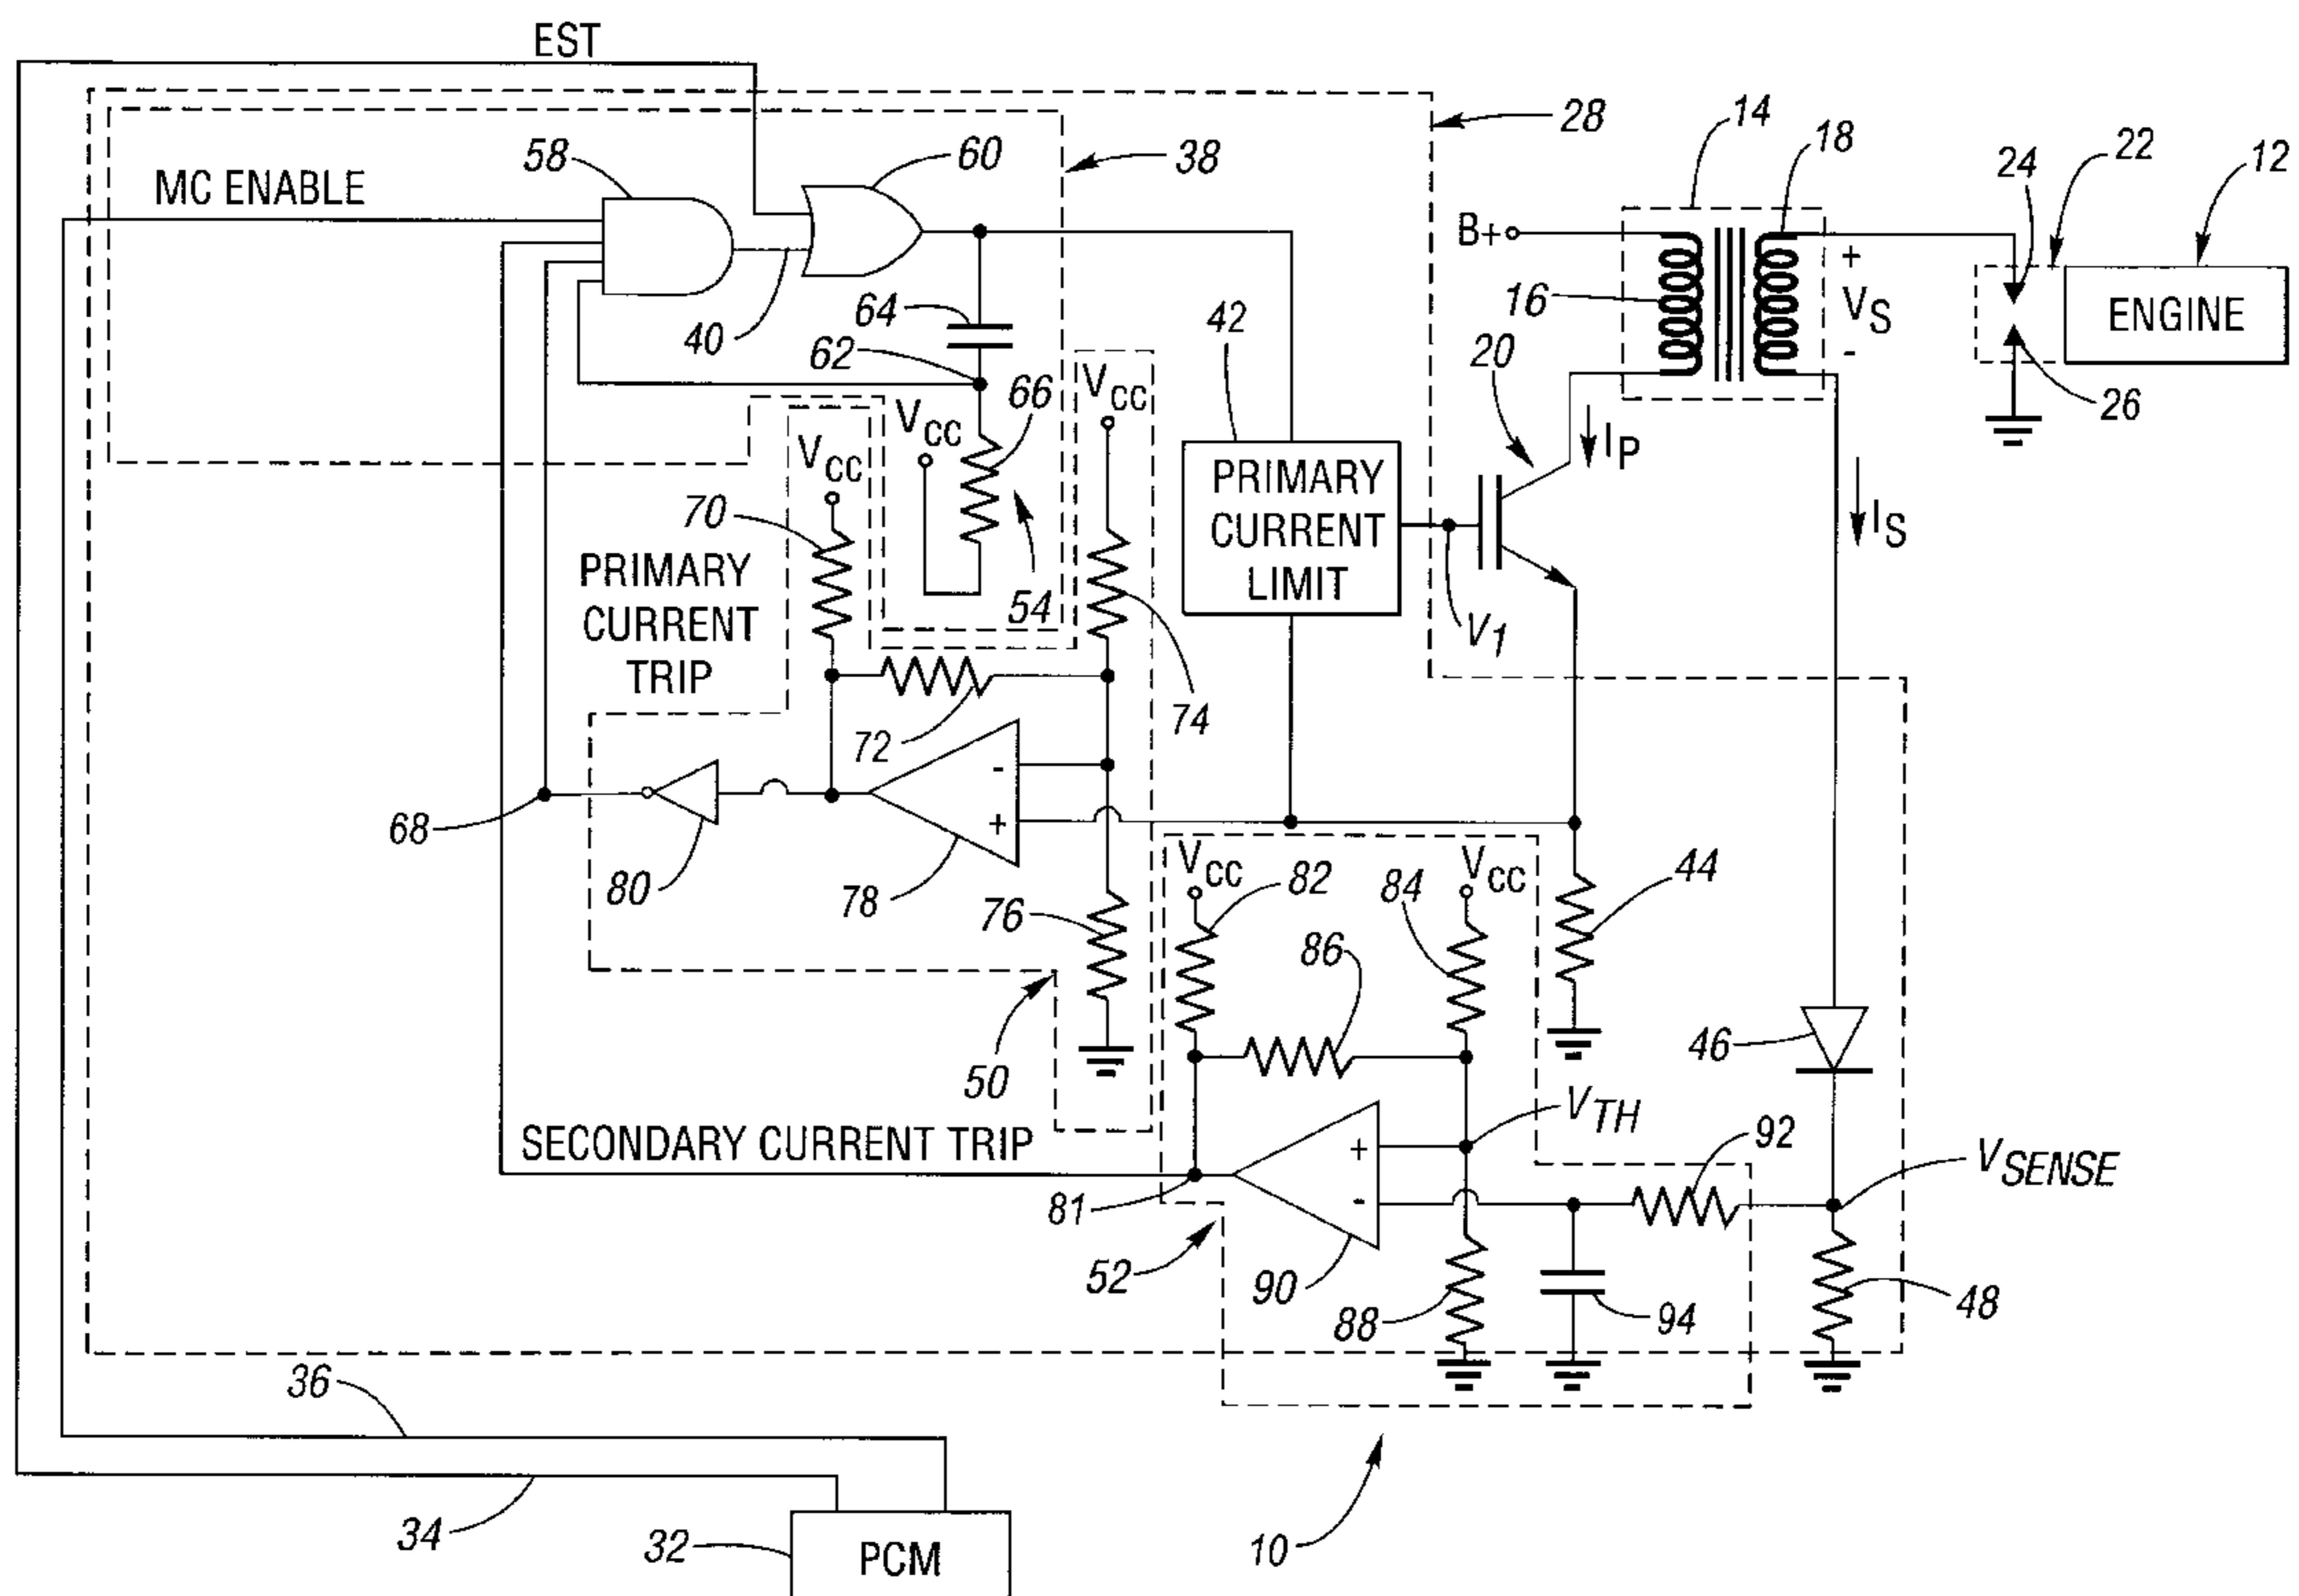 EST
28
14
18
24
22
12
58
60
38
MC ENABLE
B+
+
VS
-
ENGINE
16
40
64
62
42
20
26
66
VCC
VCC
VCC
IP
IS
PRIMARY
CURRENT
LIMIT
70
54
V1
PRIMARY
CURRENT
TRIP
72
74
-
+
68
80
78
76
VCC
82
84
VCC
44
86
50
46
VTH
92
VSENSE
SECONDARY CURRENT TRIP
+
-
81
52
90
88
94
48
36
34
32
PCM
10